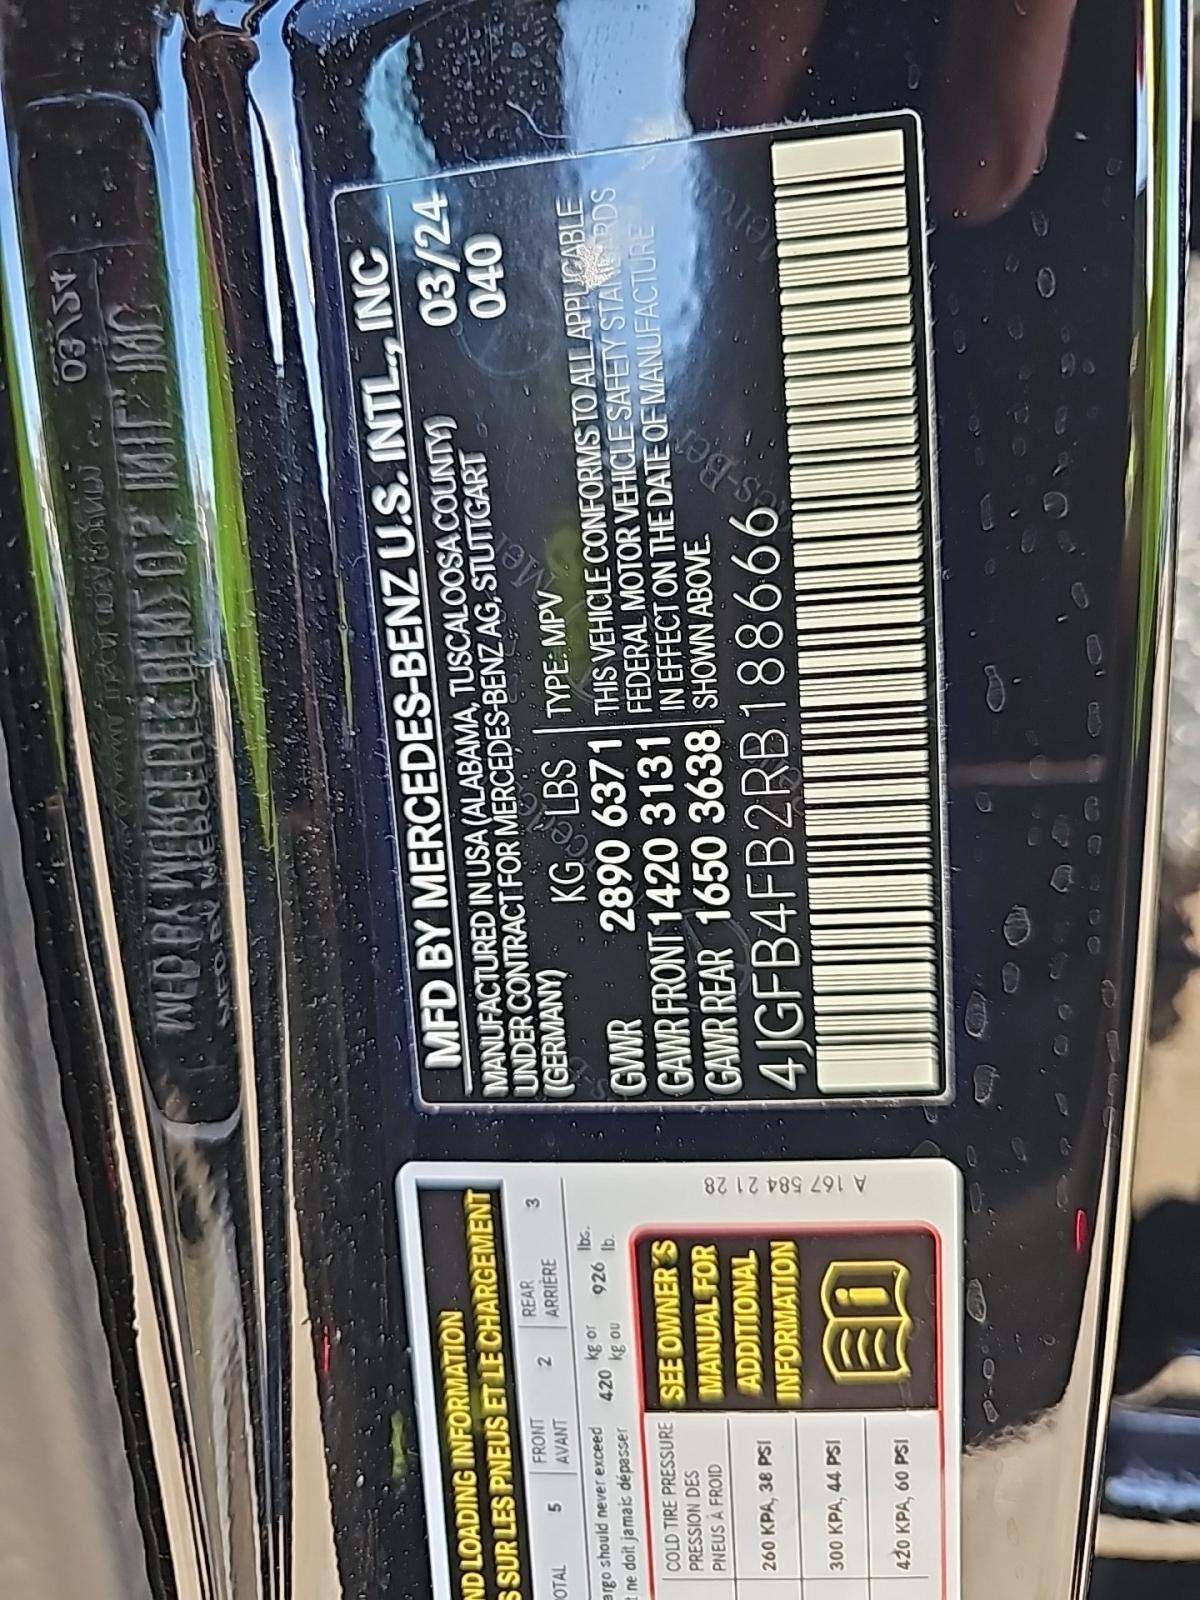 MFD BY MERCEDES-BENZ U.S. INTL., INC
MANUFACTURED IN USA (ALABAMA, TUSCALOOSA COUNTY) 03/24
UNDER CONTRACT FOR MERCEDES-BENZ AG, STUTTGART 040
(GERMANY)
KG LBS TYPE: MPV
GVWR 2890 6371 THIS VEHICLE CONFORMS TO ALL APPLICABLE
FEDERAL MOTOR VEHICLE SAFETY STANDARDS
GAWR FRONT 1420 3131 IN EFFECT ON THE DATE OF MANUFACTURE
GAWR REAR 1650 3638 SHOWN ABOVE.
4JGFB4FB2RB188666
LOADING INFORMATION
SUR LES PNEUS ET LE CHARGEMENT
5 FRONT 2 REAR 3
AVANT ARRIÈRE
should never exceed 420 kg or 926 lbs.
ne doit jamais dépasser kg ou lb.
COLD TIRE PRESSURE
PRESSION DES
PNEUS À FROID
260 KPA, 38 PSI
300 KPA, 44 PSI
420 KPA, 60 PSI
SEE OWNER'S
MANUAL FOR
ADDITIONAL
INFORMATION
A 167 584 21 28